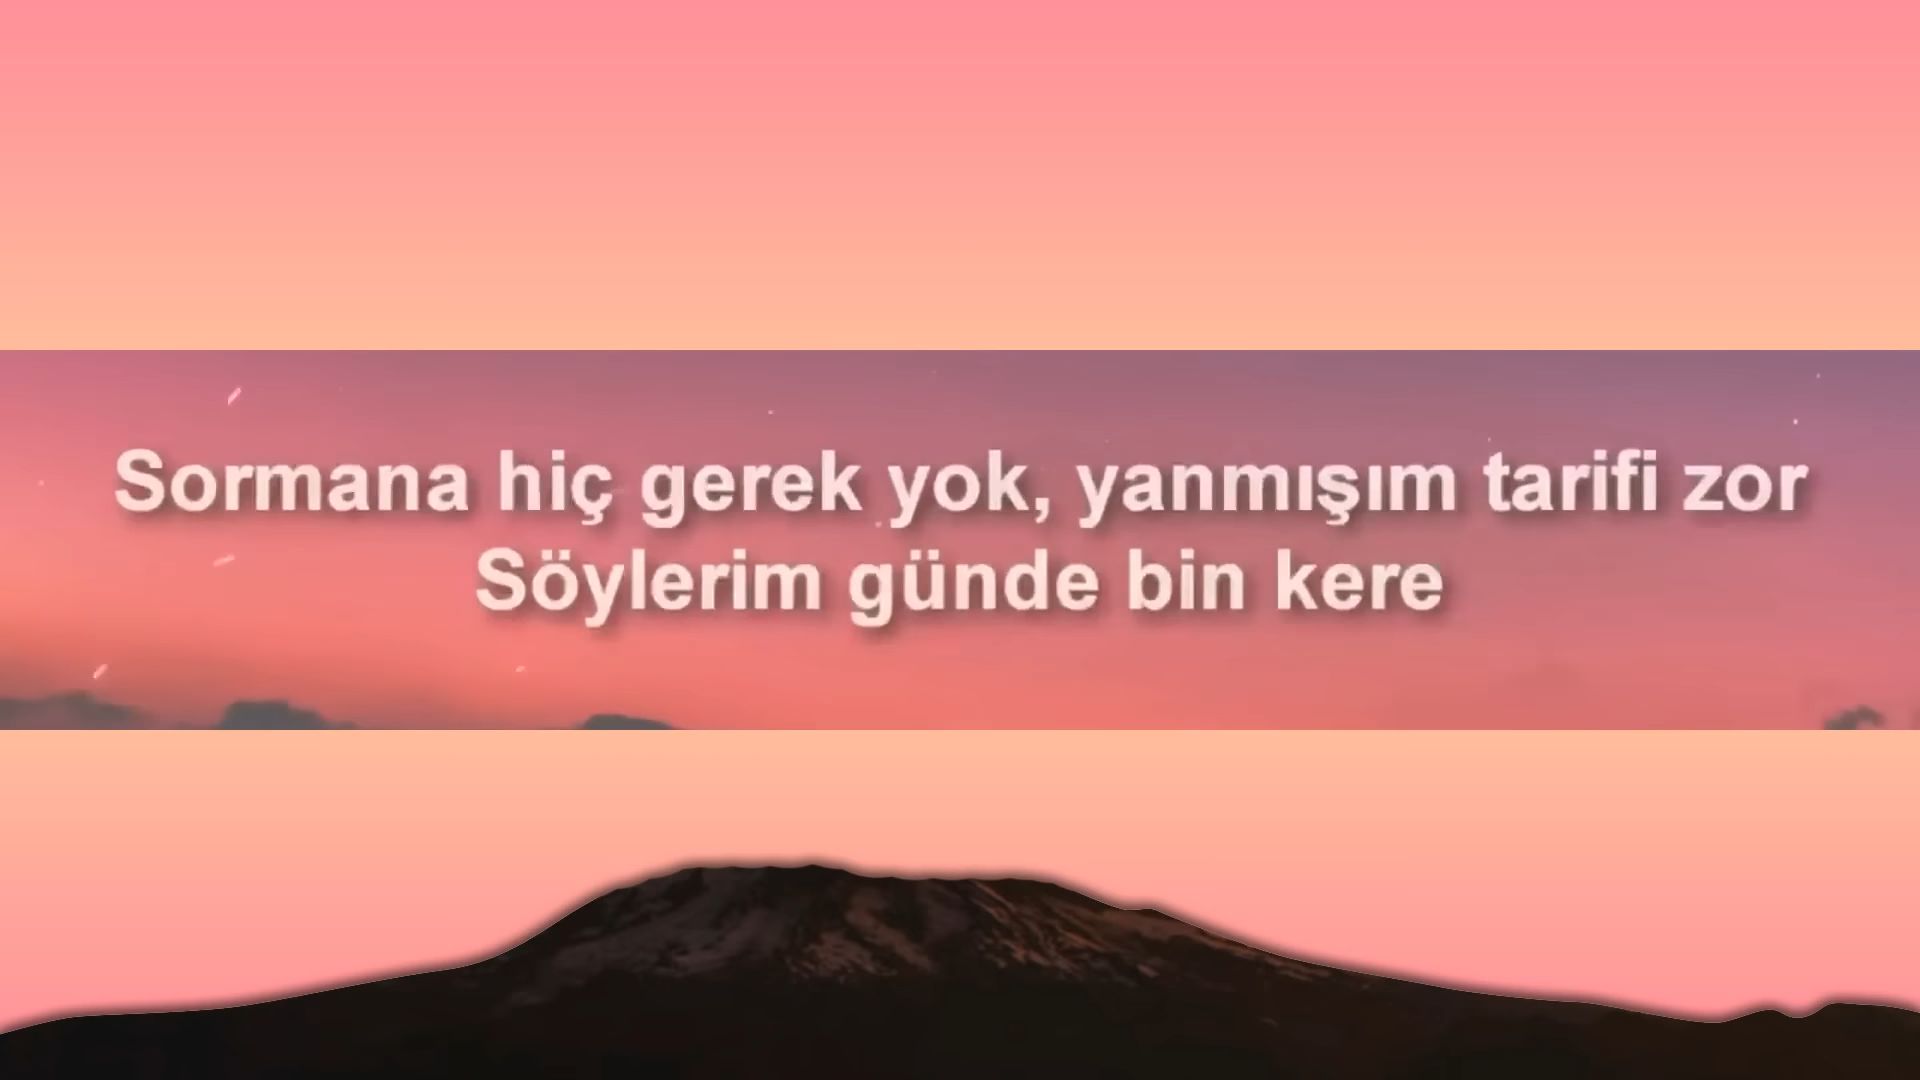 Sormana hiç gerek yok, yanmışım tarifi zor
Söylerim günde bin kere